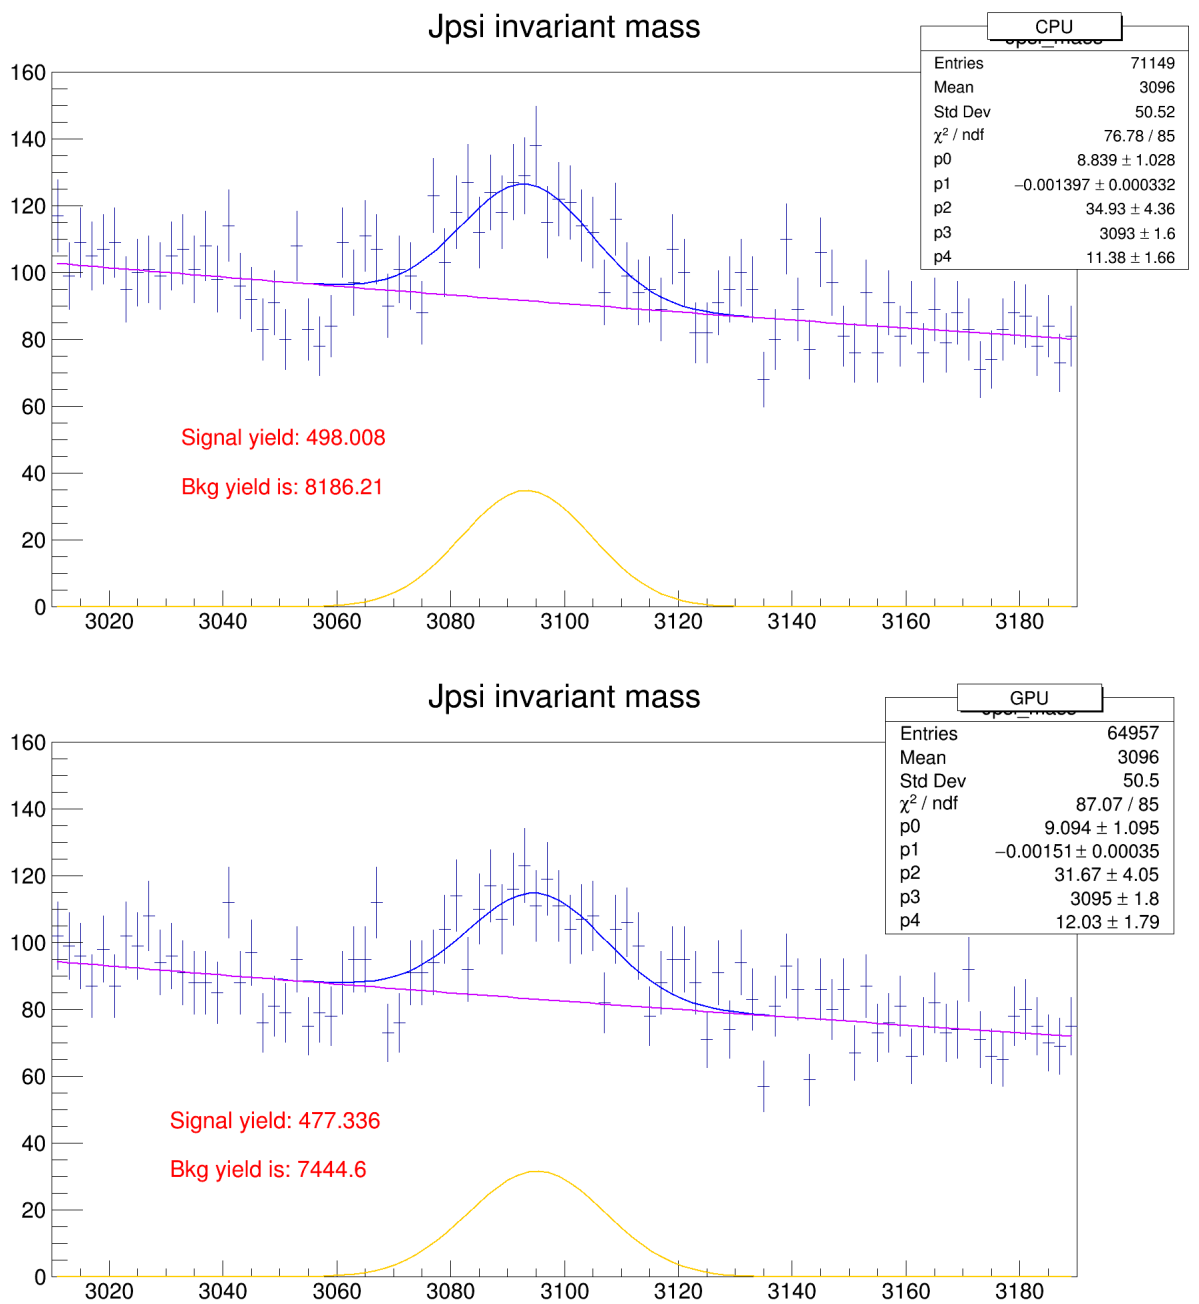 Jpsi invariant mass
CPU
Entries 71149
Mean 3096
Std Dev 50.52
χ² / ndf 76.78 / 85
p0 8.839 ± 1.028
p1 −0.001397 ± 0.000332
p2 34.93 ± 4.36
p3 3093 ± 1.6
p4 11.38 ± 1.66
160
140
120
100
80
60
40
20
0
Signal yield: 498.008
Bkg yield is: 8186.21
3020 3040 3060 3080 3100 3120 3140 3160 3180
Jpsi invariant mass
GPU
Entries 64957
Mean 3096
Std Dev 50.5
χ² / ndf 87.07 / 85
p0 9.094 ± 1.095
p1 −0.00151 ± 0.00035
p2 31.67 ± 4.05
p3 3095 ± 1.8
p4 12.03 ± 1.79
160
140
120
100
80
60
40
20
0
Signal yield: 477.336
Bkg yield is: 7444.6
3020 3040 3060 3080 3100 3120 3140 3160 3180